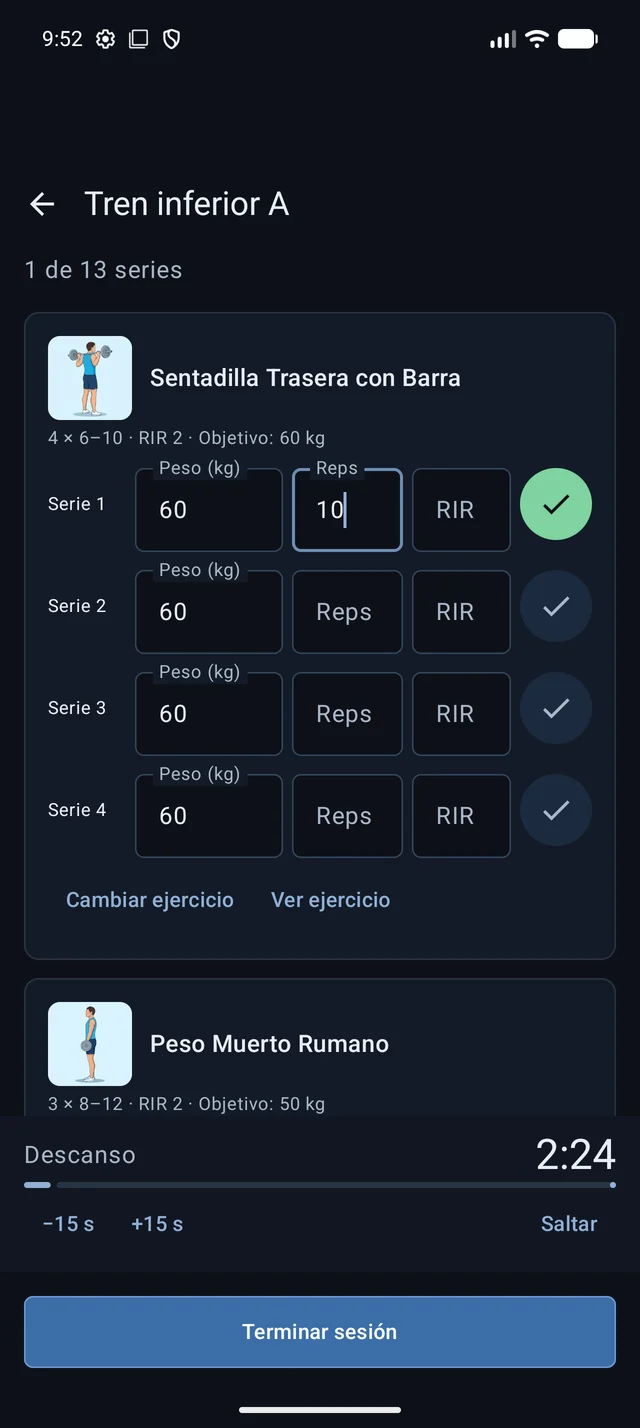 9:52
Tren inferior A
1 de 13 series
Sentadilla Trasera con Barra
4 × 6–10 · RIR 2 · Objetivo: 60 kg
Peso (kg) Reps
Serie 1 60 10 RIR
Peso (kg)
Serie 2 60 Reps RIR
Peso (kg)
Serie 3 60 Reps RIR
Peso (kg)
Serie 4 60 Reps RIR
Cambiar ejercicio Ver ejercicio
Peso Muerto Rumano
3 × 8–12 · RIR 2 · Objetivo: 50 kg
Descanso 2:24
−15 s +15 s Saltar
Terminar sesión